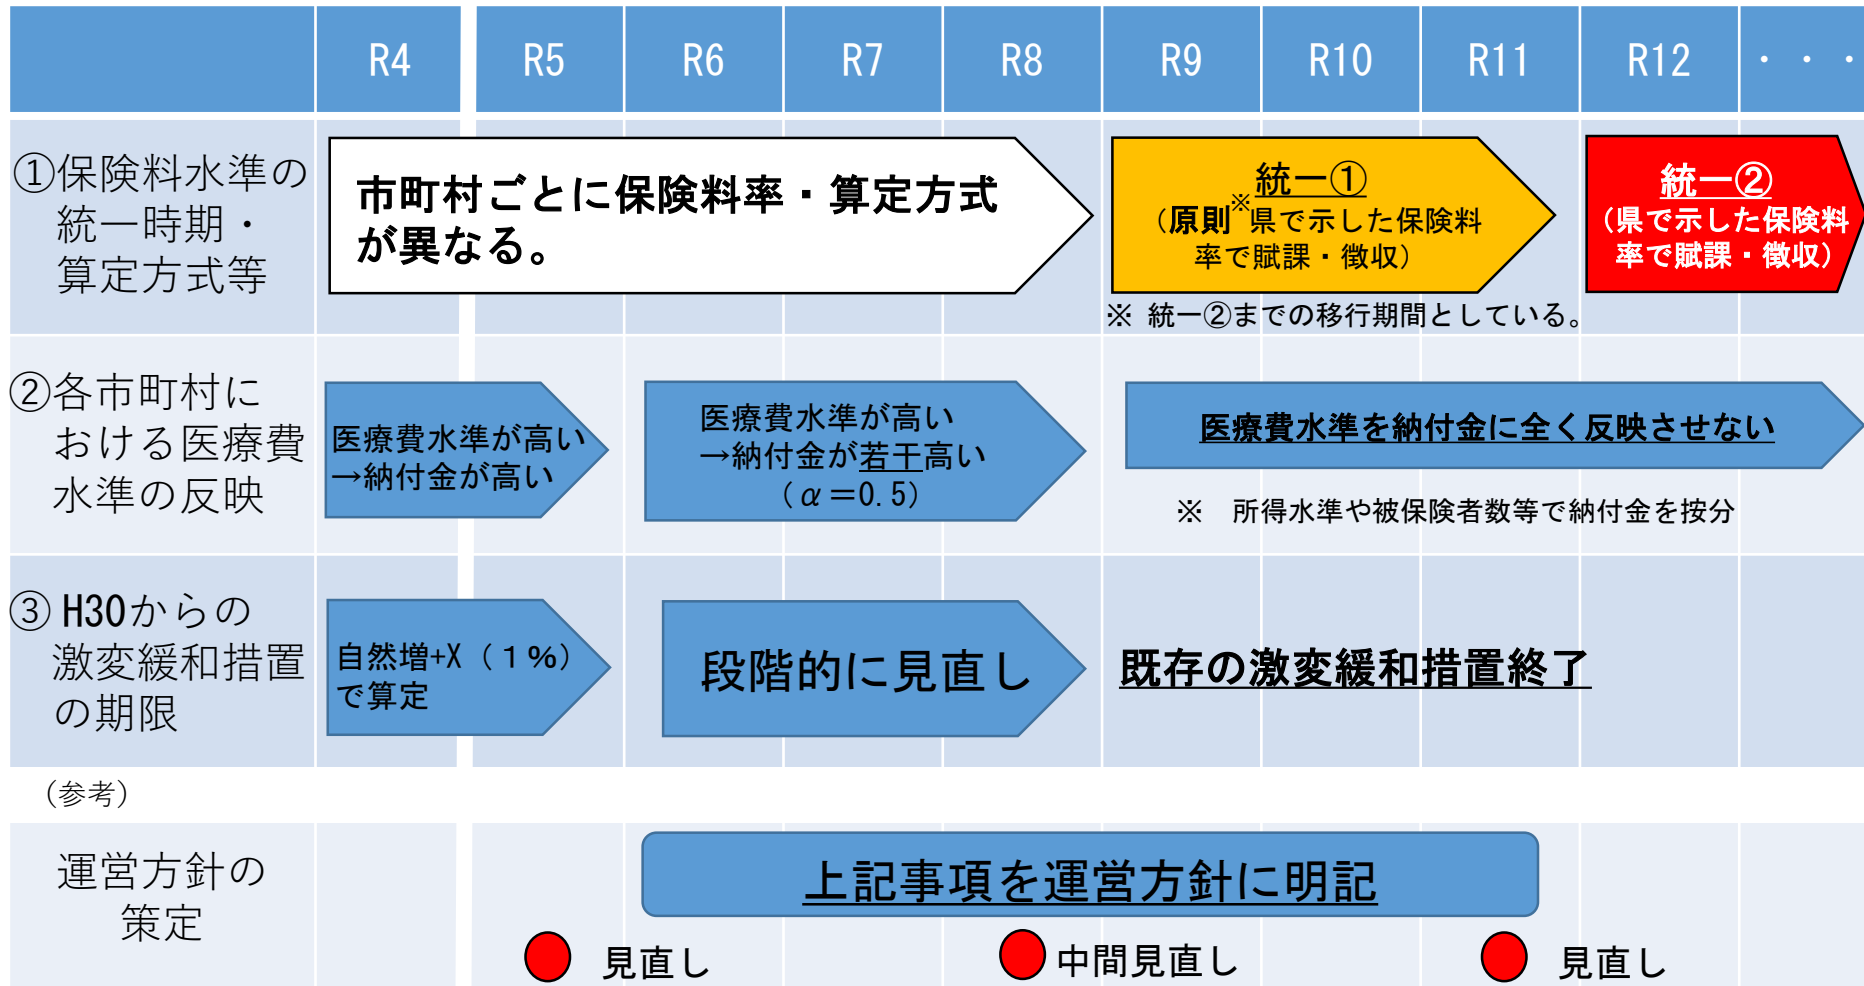 R4 R5 R6 R7 R8 R9 R10 R11 R12 ・・・
①保険料水準の
統一時期・
算定方式等
市町村ごとに保険料率・算定方式
が異なる。
統一①
（原則※県で示した保険料
率で賦課・徴収）
※ 統一②までの移行期間としている。
統一②
（県で示した保険料
率で賦課・徴収）
②各市町村に
おける医療費
水準の反映
医療費水準が高い
→納付金が高い
医療費水準が高い
→納付金が若干高い
（α＝0.5）
医療費水準を納付金に全く反映させない
※　所得水準や被保険者数等で納付金を按分
③H30からの
激変緩和措置
の期限
自然増+X（１％）
で算定
段階的に見直し
既存の激変緩和措置終了
（参考）
運営方針の
策定
上記事項を運営方針に明記
見直し
中間見直し
見直し